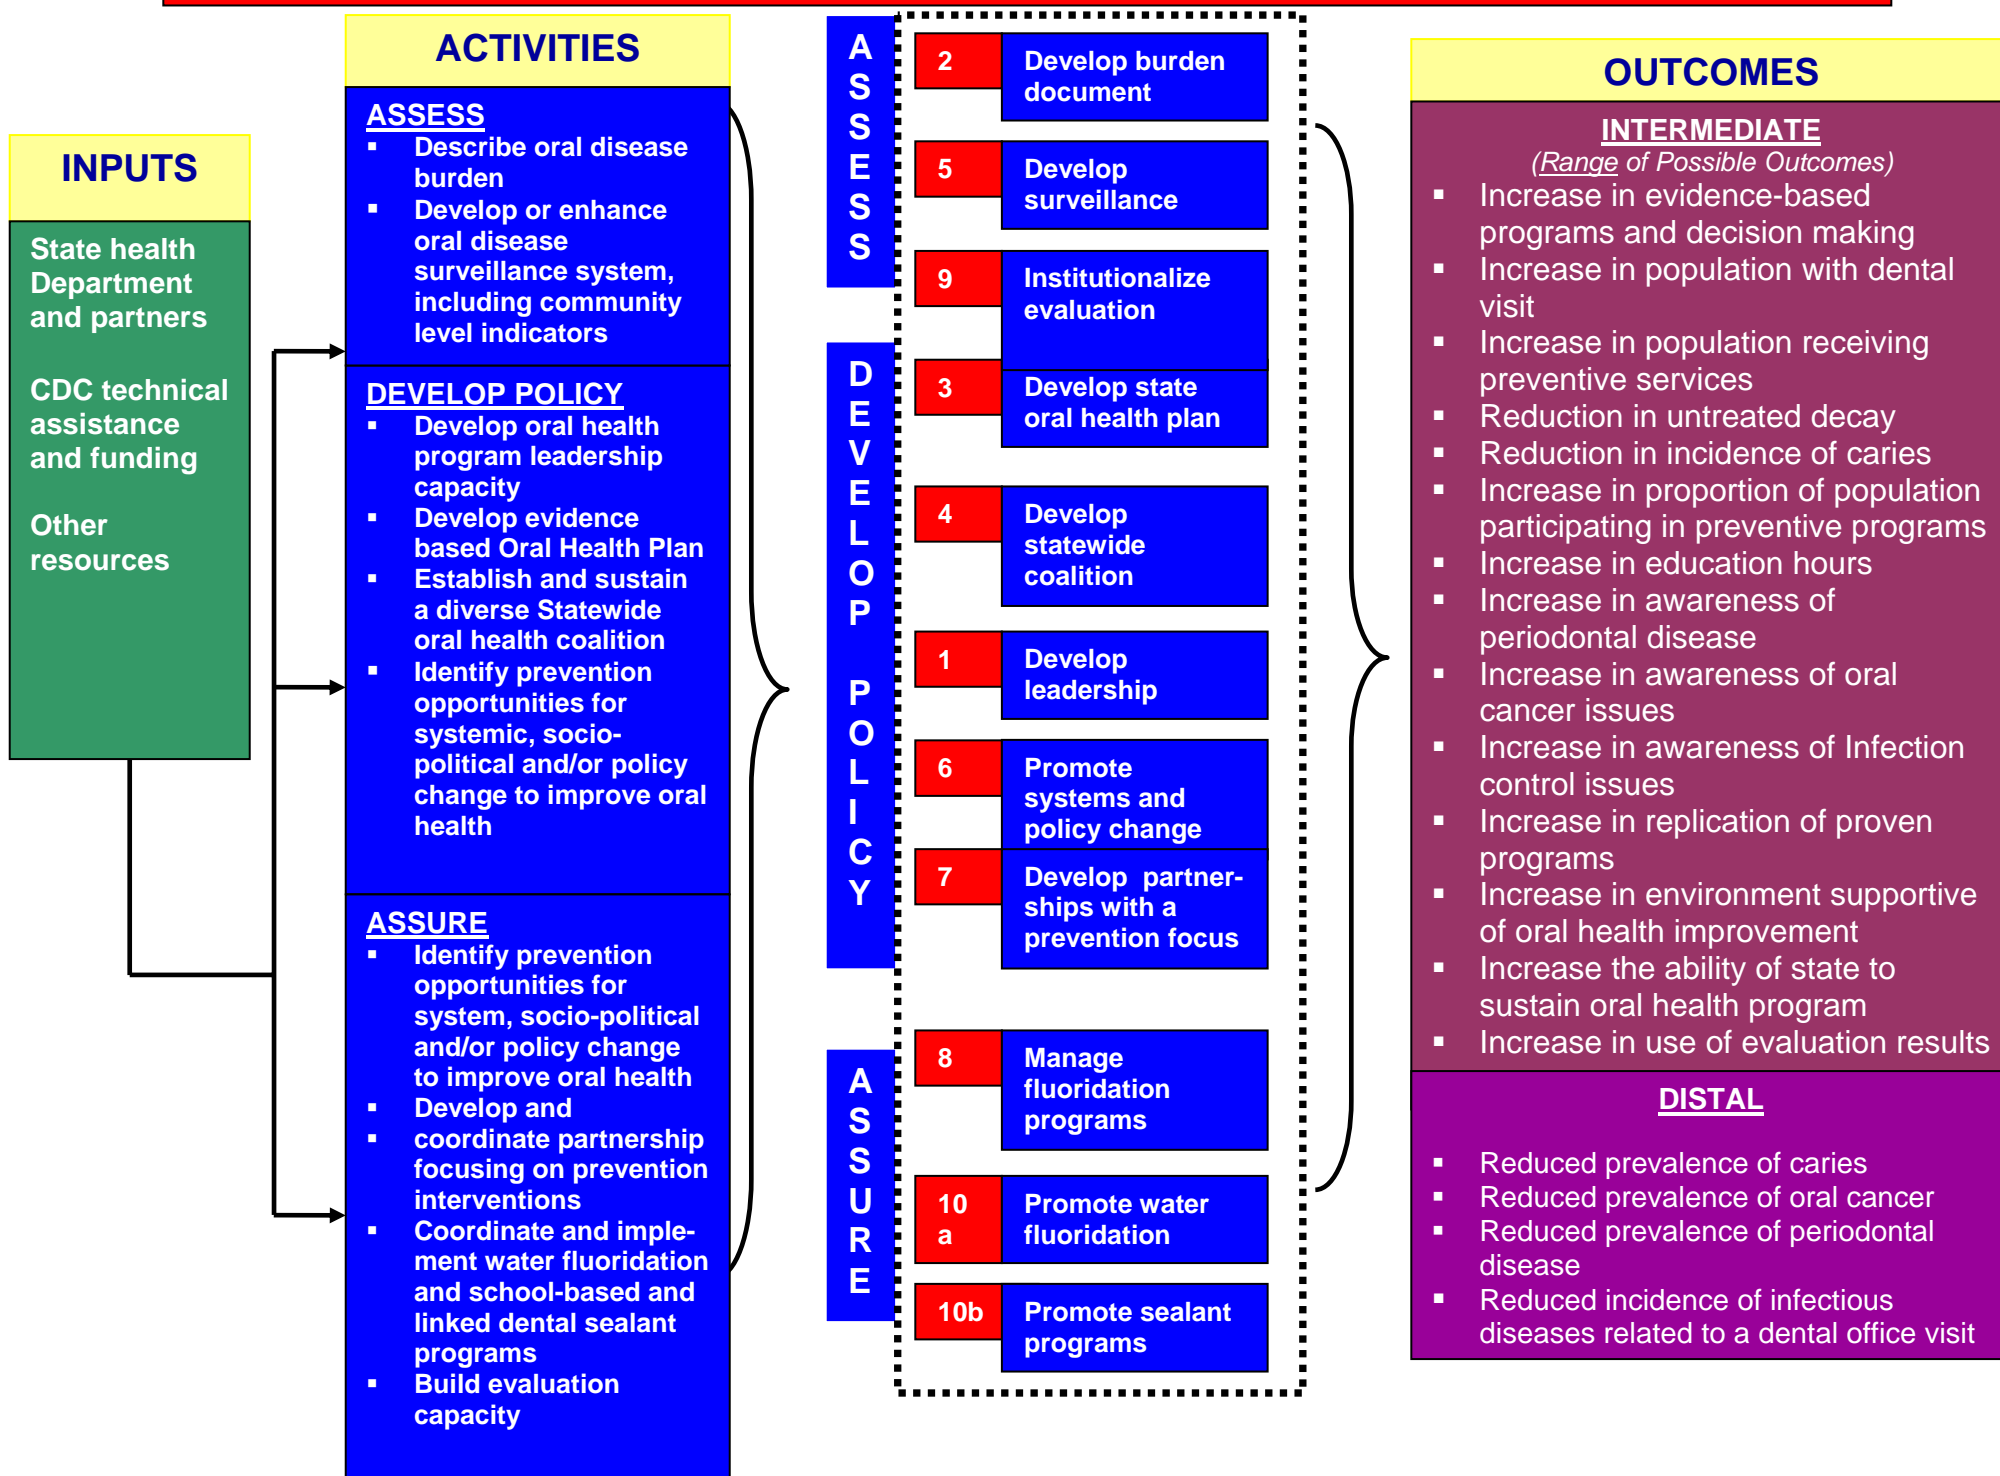 INPUTS
State health
Department
and partners
CDC technical
assistance
and funding
Other
resources
ACTIVITIES
ASSESS
▪ Describe oral disease
burden
▪ Develop or enhance
oral disease
surveillance system,
including community
level indicators
DEVELOP POLICY
▪ Develop oral health
program leadership
capacity
▪ Develop evidence
based Oral Health Plan
▪ Establish and sustain
a diverse Statewide
oral health coalition
▪ Identify prevention
opportunities for
systemic, socio-
political and/or policy
change to improve oral
health
ASSURE
▪ Identify prevention
opportunities for
system, socio-political
and/or policy change
to improve oral health
▪ Develop and
▪ coordinate partnership
focusing on prevention
interventions
▪ Coordinate and imple-
ment water fluoridation
and school-based and
linked dental sealant
programs
▪ Build evaluation
capacity
ASSESS
2 Develop burden
document
5 Develop
surveillance
9 Institutionalize
evaluation
DEVELOP POLICY
3 Develop state
oral health plan
4 Develop
statewide
coalition
1 Develop
leadership
6 Promote
systems and
policy change
7 Develop partner-
ships with a
prevention focus
ASSURE
8 Manage
fluoridation
programs
10 Promote water
a fluoridation
10b Promote sealant
programs
OUTCOMES
INTERMEDIATE
(Range of Possible Outcomes)
▪ Increase in evidence-based
programs and decision making
▪ Increase in population with dental
visit
▪ Increase in population receiving
preventive services
▪ Reduction in untreated decay
▪ Reduction in incidence of caries
▪ Increase in proportion of population
participating in preventive programs
▪ Increase in education hours
▪ Increase in awareness of
periodontal disease
▪ Increase in awareness of oral
cancer issues
▪ Increase in awareness of Infection
control issues
▪ Increase in replication of proven
programs
▪ Increase in environment supportive
of oral health improvement
▪ Increase the ability of state to
sustain oral health program
▪ Increase in use of evaluation results
DISTAL
▪ Reduced prevalence of caries
▪ Reduced prevalence of oral cancer
▪ Reduced prevalence of periodontal
disease
▪ Reduced incidence of infectious
diseases related to a dental office visit